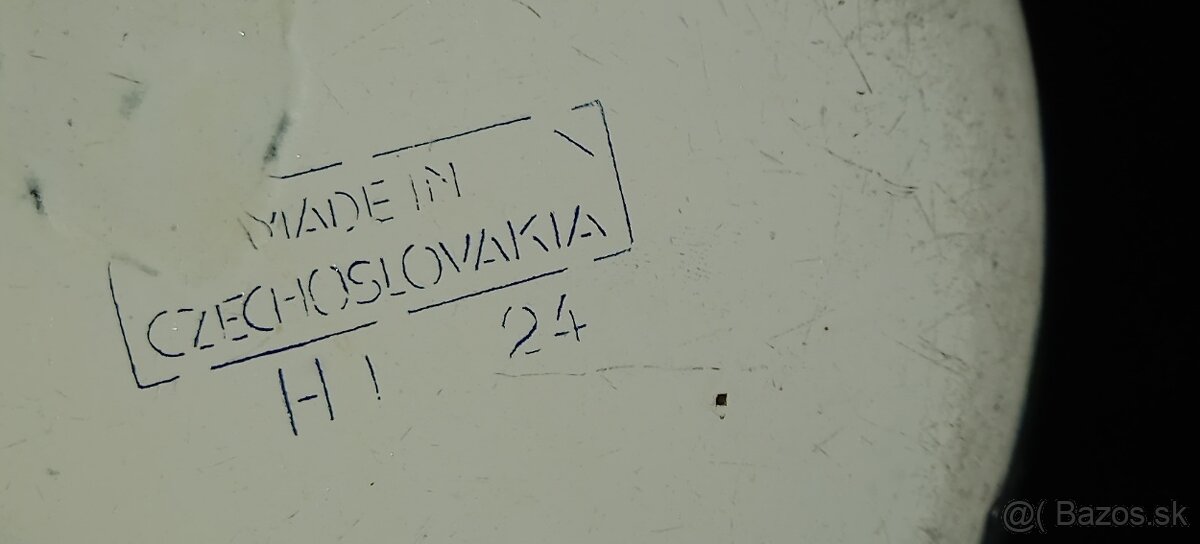 MADE IN
CZECHOSLOVAKIA
H I 24
@( Bazos.sk